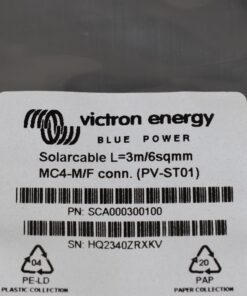 victron energy
BLUE POWER
Solarcable L=3m/6sqmm
MC4-M/F conn. (PV-ST01)
PN: SCA000300100
SN: HQ2340ZRXKV
04 20
PE-LD PAP
PLASTIC COLLECTION PAPER COLLECTION